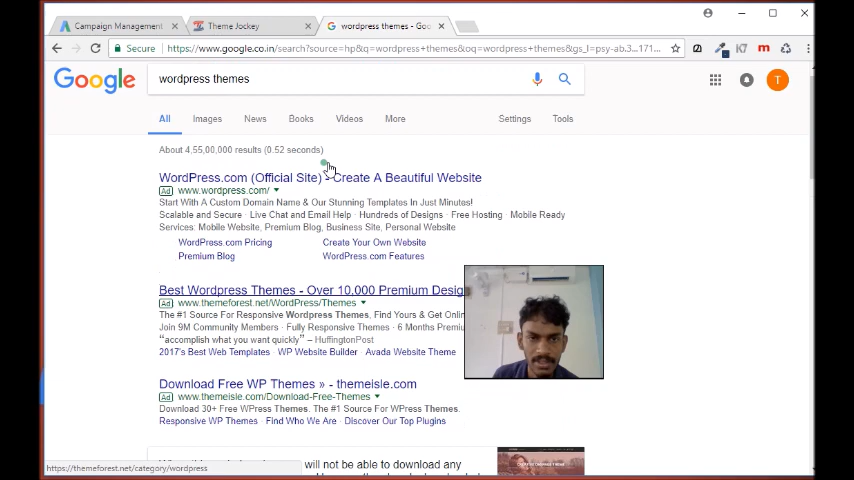 Campaign Management
Theme Jockey
wordpress themes - Goo
Secure
https://www.google.co.in/search?source=hp&q=wordpress+themes&oq=wordpress+themes&gs_l=psy-ab.3...171...
Google
wordpress themes
T
All
Images
News
Books
Videos
More
Settings
Tools
About 4,55,00,000 results (0.52 seconds)
WordPress.com (Official Site) - Create A Beautiful Website
Ad www.wordpress.com/
Start With A Custom Domain Name & Our Stunning Templates In Just Minutes!
Scalable and Secure · Live Chat and Email Help · Hundreds of Designs · Free Hosting · Mobile Ready
Services: Mobile Website, Premium Blog, Business Site, Personal Website
WordPress.com Pricing
Create Your Own Website
Premium Blog
WordPress.com Features
Best Wordpress Themes - Over 10,000 Premium Desig
Ad www.themeforest.net/WordPress/Themes
The #1 Source For Responsive Wordpress Themes, Find Yours & Get Onlin
Join 9M Community Members · Fully Responsive Themes · 6 Months Premiu
"accomplish what you want quickly" – HuffingtonPost
2017's Best Web Templates · WP Website Builder · Avada Website Theme
Download Free WP Themes » - themeisle.com
Ad www.themeisle.com/Download-Free-Themes
Download 30+ Free WPress Themes. The #1 Source For WPress Themes.
Responsive WP Themes · Find Who We Are · Discover Our Top Plugins
will not be able to download any
https://themeforest.net/category/wordpress